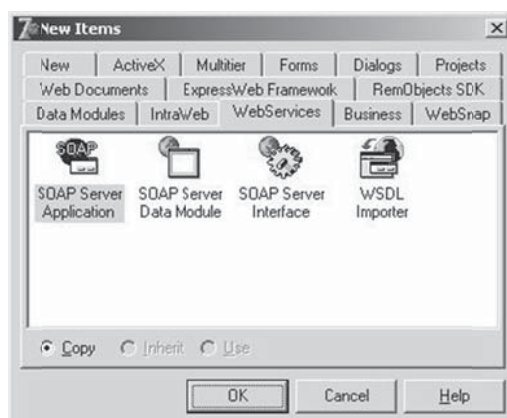 7 New Items
New ActiveX Multitier Forms Dialogs Projects
Web Documents ExpressWeb Framework RemObjects SDK
Data Modules IntraWeb WebServices Business WebSnap
SOAP
SOAP Server Application
SOAP Server Data Module
SOAP Server Interface
WSDL Importer
Copy Inherit Use
OK Cancel Help